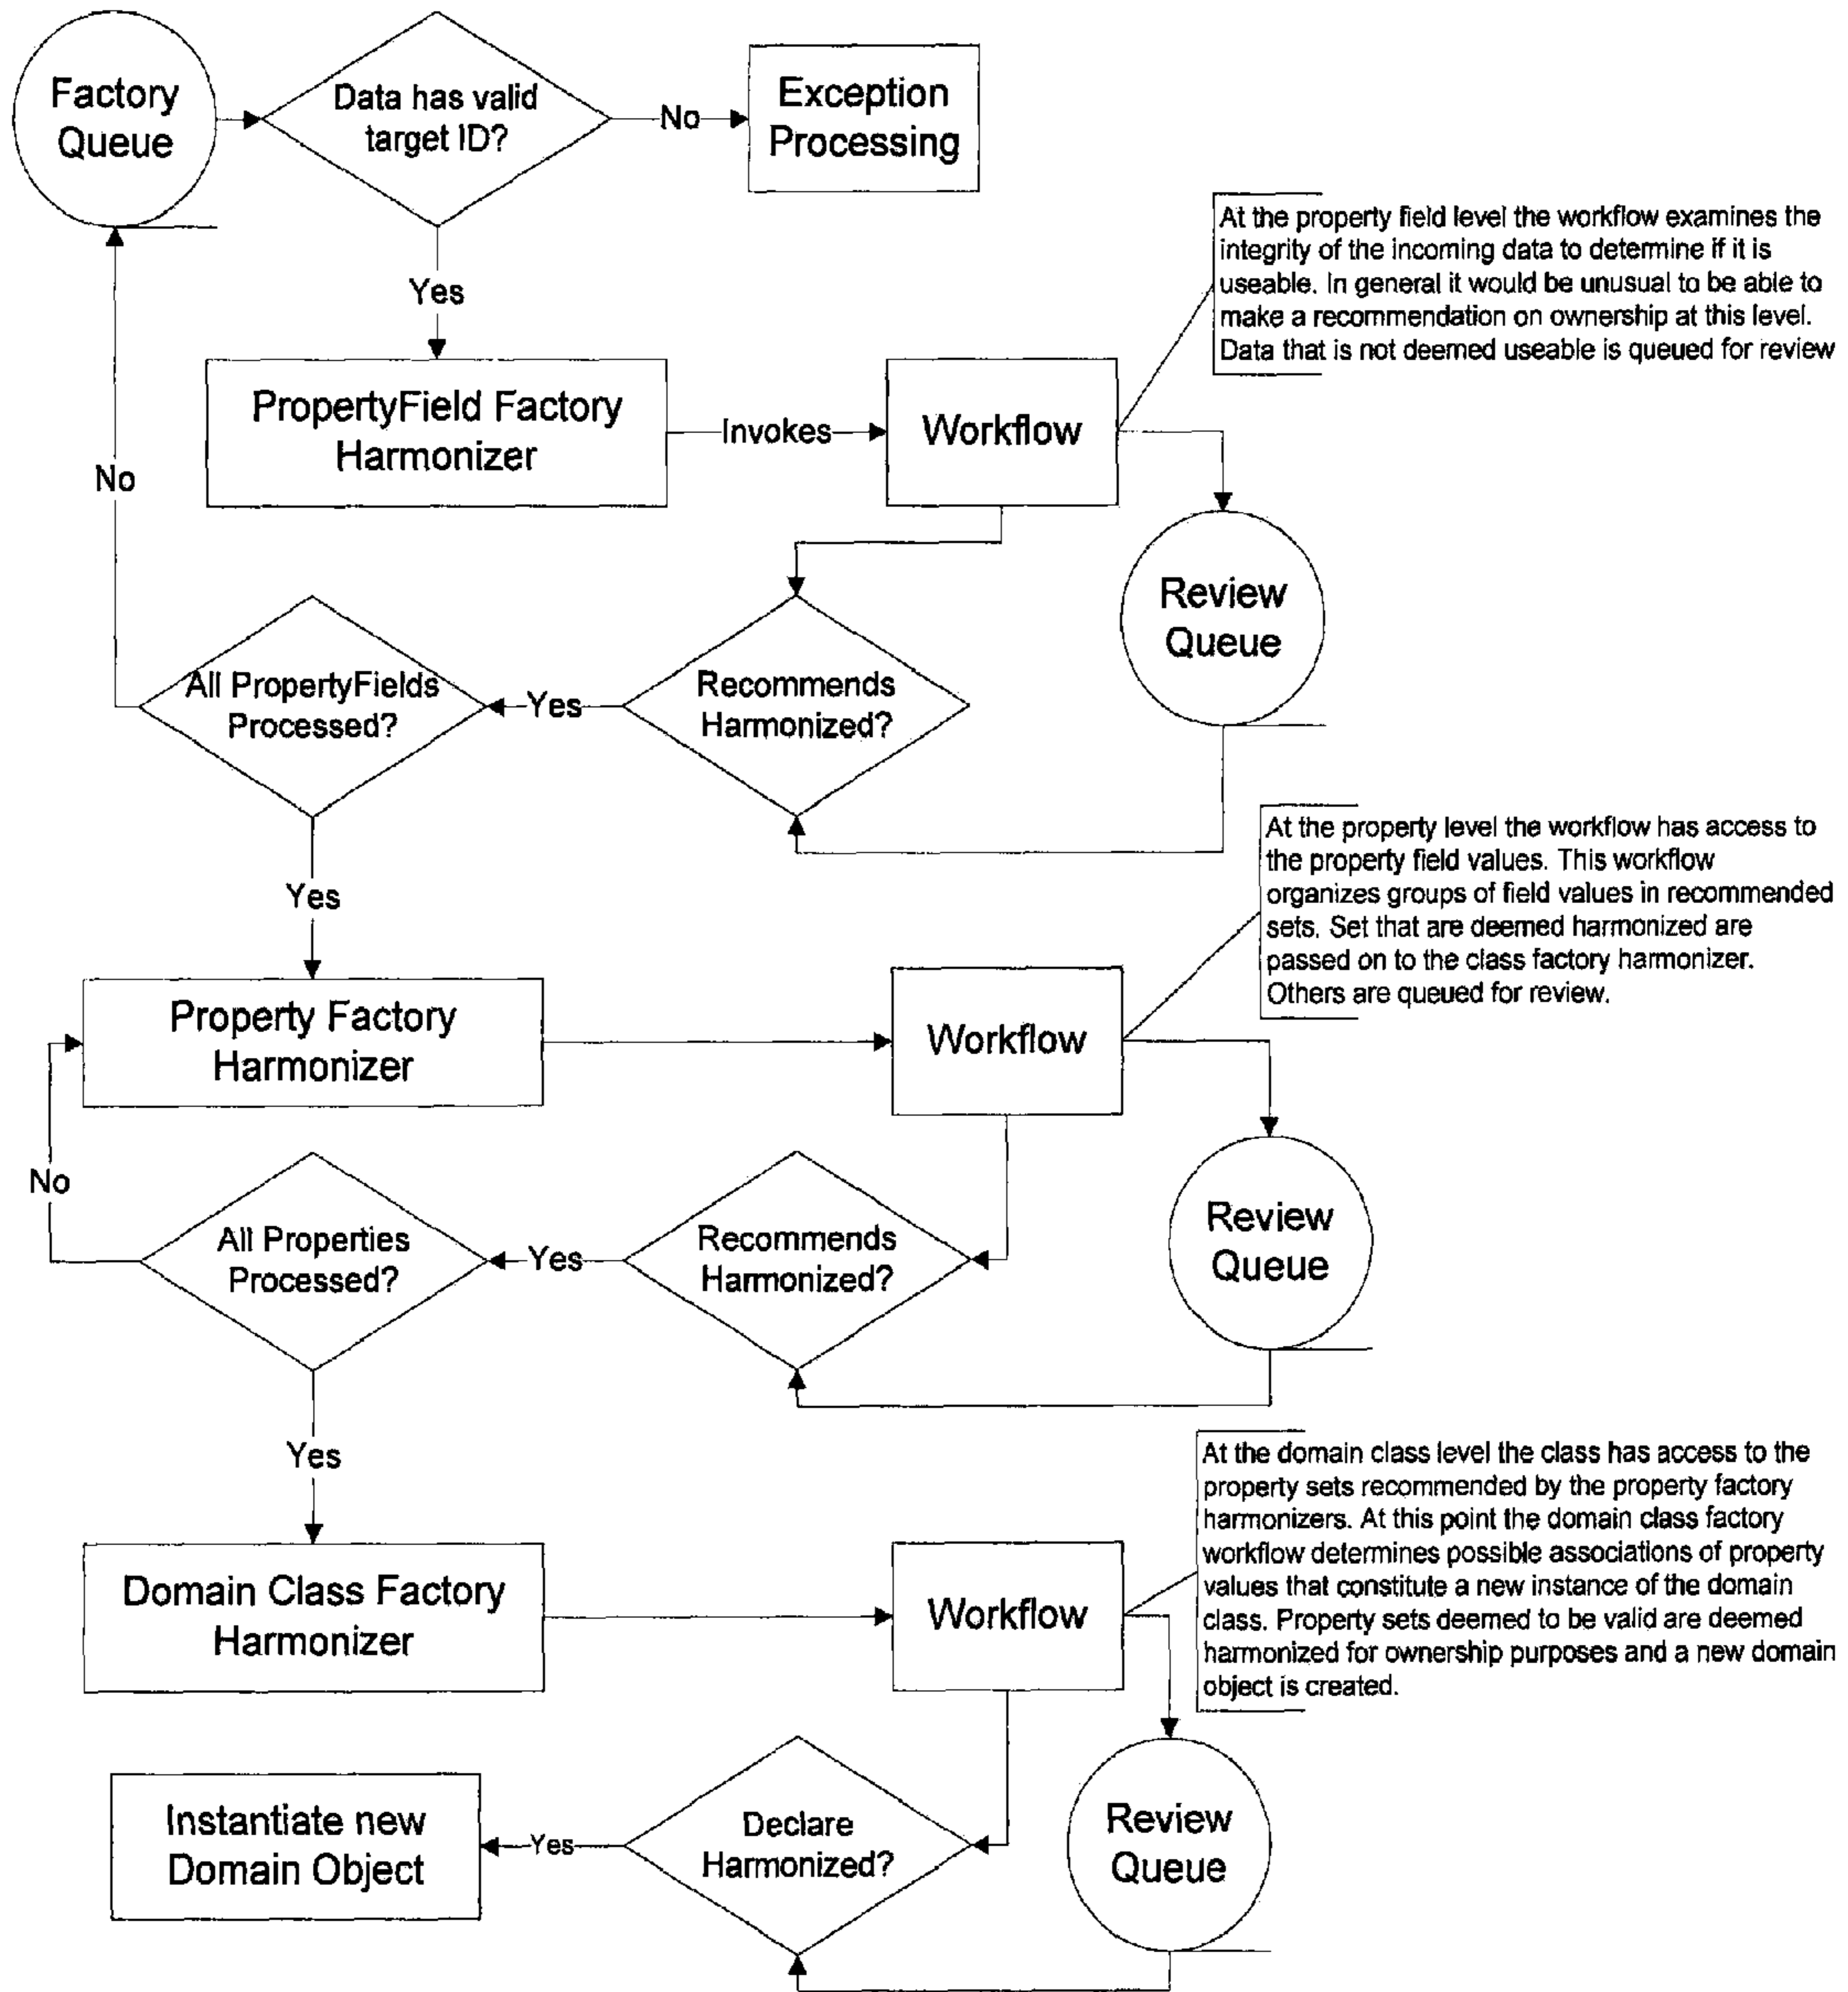 Factory
Queue
Data has valid
target ID?
No
Exception
Processing
At the property field level the workflow examines the
integrity of the incoming data to determine if it is
useable. In general it would be unusual to be able to
make a recommendation on ownership at this level.
Data that is not deemed useable is queued for review
Yes
PropertyField Factory
Harmonizer
Invokes
Workflow
No
Review
Queue
All PropertyFields
Processed?
Yes
Recommends
Harmonized?
At the property level the workflow has access to
the property field values. This workflow
organizes groups of field values in recommended
sets. Set that are deemed harmonized are
passed on to the class factory harmonizer.
Others are queued for review.
Yes
Property Factory
Harmonizer
Workflow
No
Review
Queue
All Properties
Processed?
Yes
Recommends
Harmonized?
Yes
At the domain class level the class has access to the
property sets recommended by the property factory
harmonizers. At this point the domain class factory
workflow determines possible associations of property
values that constitute a new instance of the domain
class. Property sets deemed to be valid are deemed
harmonized for ownership purposes and a new domain
object is created.
Domain Class Factory
Harmonizer
Workflow
Instantiate new
Domain Object
Yes
Declare
Harmonized?
Review
Queue